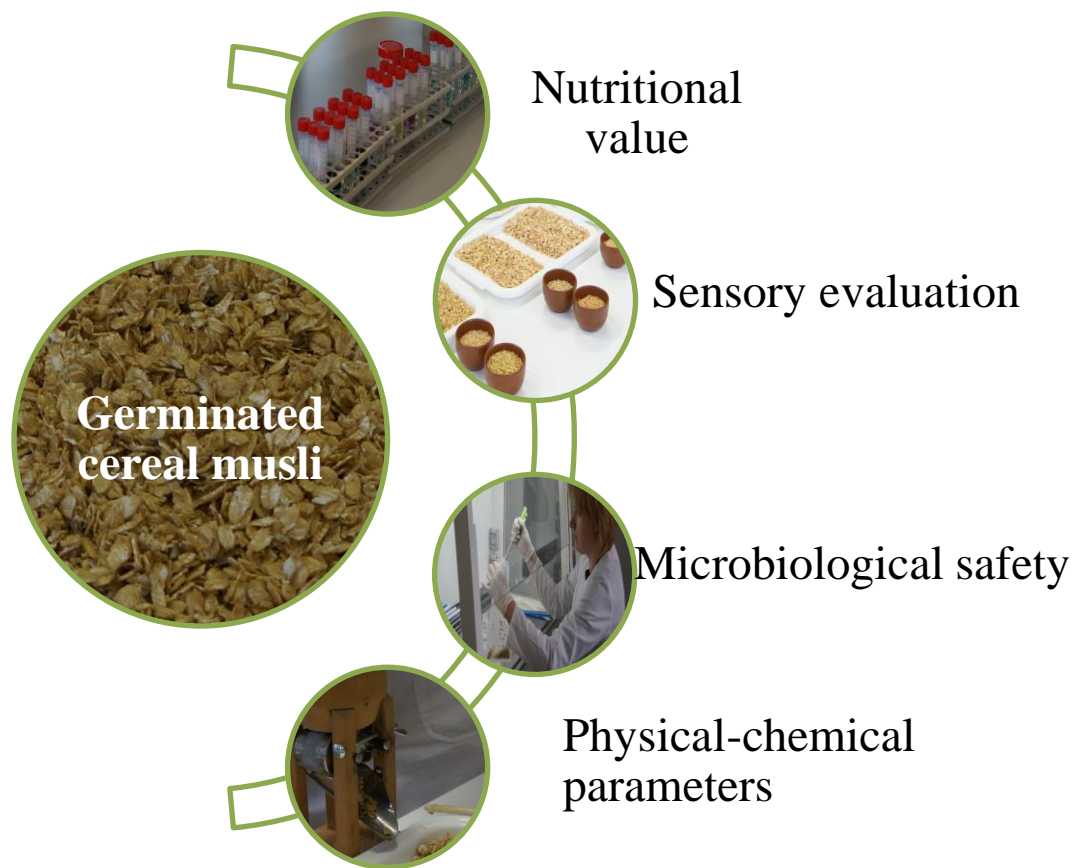 Nutritional
value
Sensory evaluation
Germinated
cereal musli
Microbiological safety
Physical-chemical
parameters